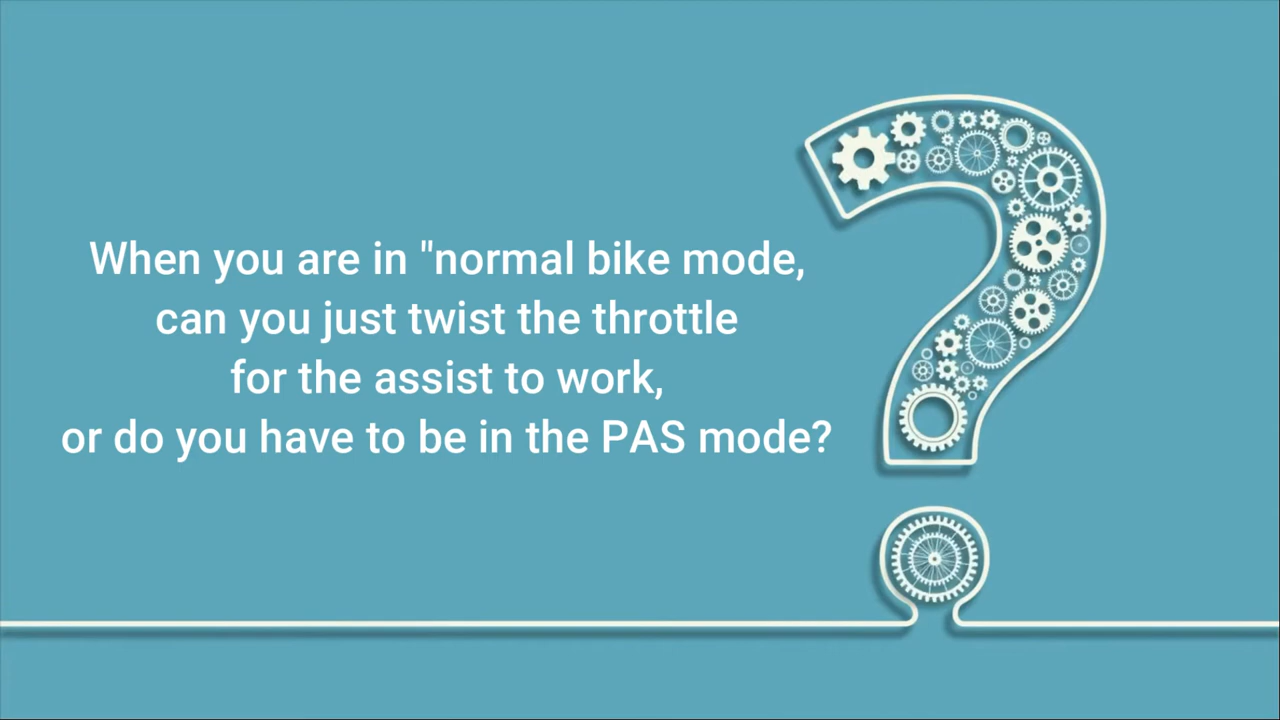 When you are in "normal bike mode,
can you just twist the throttle
for the assist to work,
or do you have to be in the PAS mode?